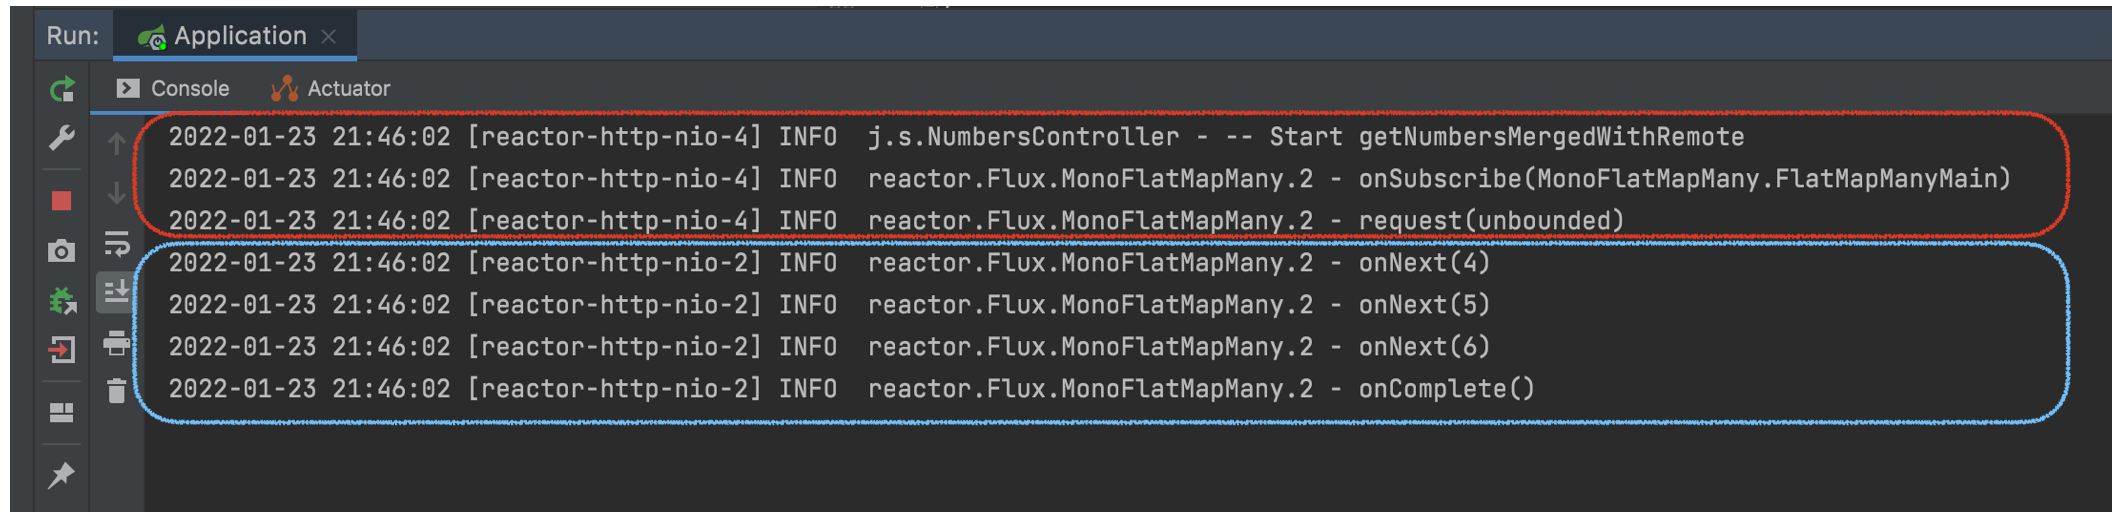 Run: Application
Console Actuator
2022-01-23 21:46:02 [reactor-http-nio-4] INFO  j.s.NumbersController - -- Start getNumbersMergedWithRemote
2022-01-23 21:46:02 [reactor-http-nio-4] INFO  reactor.Flux.MonoFlatMapMany.2 - onSubscribe(MonoFlatMapMany.FlatMapManyMain)
2022-01-23 21:46:02 [reactor-http-nio-4] INFO  reactor.Flux.MonoFlatMapMany.2 - request(unbounded)
2022-01-23 21:46:02 [reactor-http-nio-2] INFO  reactor.Flux.MonoFlatMapMany.2 - onNext(4)
2022-01-23 21:46:02 [reactor-http-nio-2] INFO  reactor.Flux.MonoFlatMapMany.2 - onNext(5)
2022-01-23 21:46:02 [reactor-http-nio-2] INFO  reactor.Flux.MonoFlatMapMany.2 - onNext(6)
2022-01-23 21:46:02 [reactor-http-nio-2] INFO  reactor.Flux.MonoFlatMapMany.2 - onComplete()